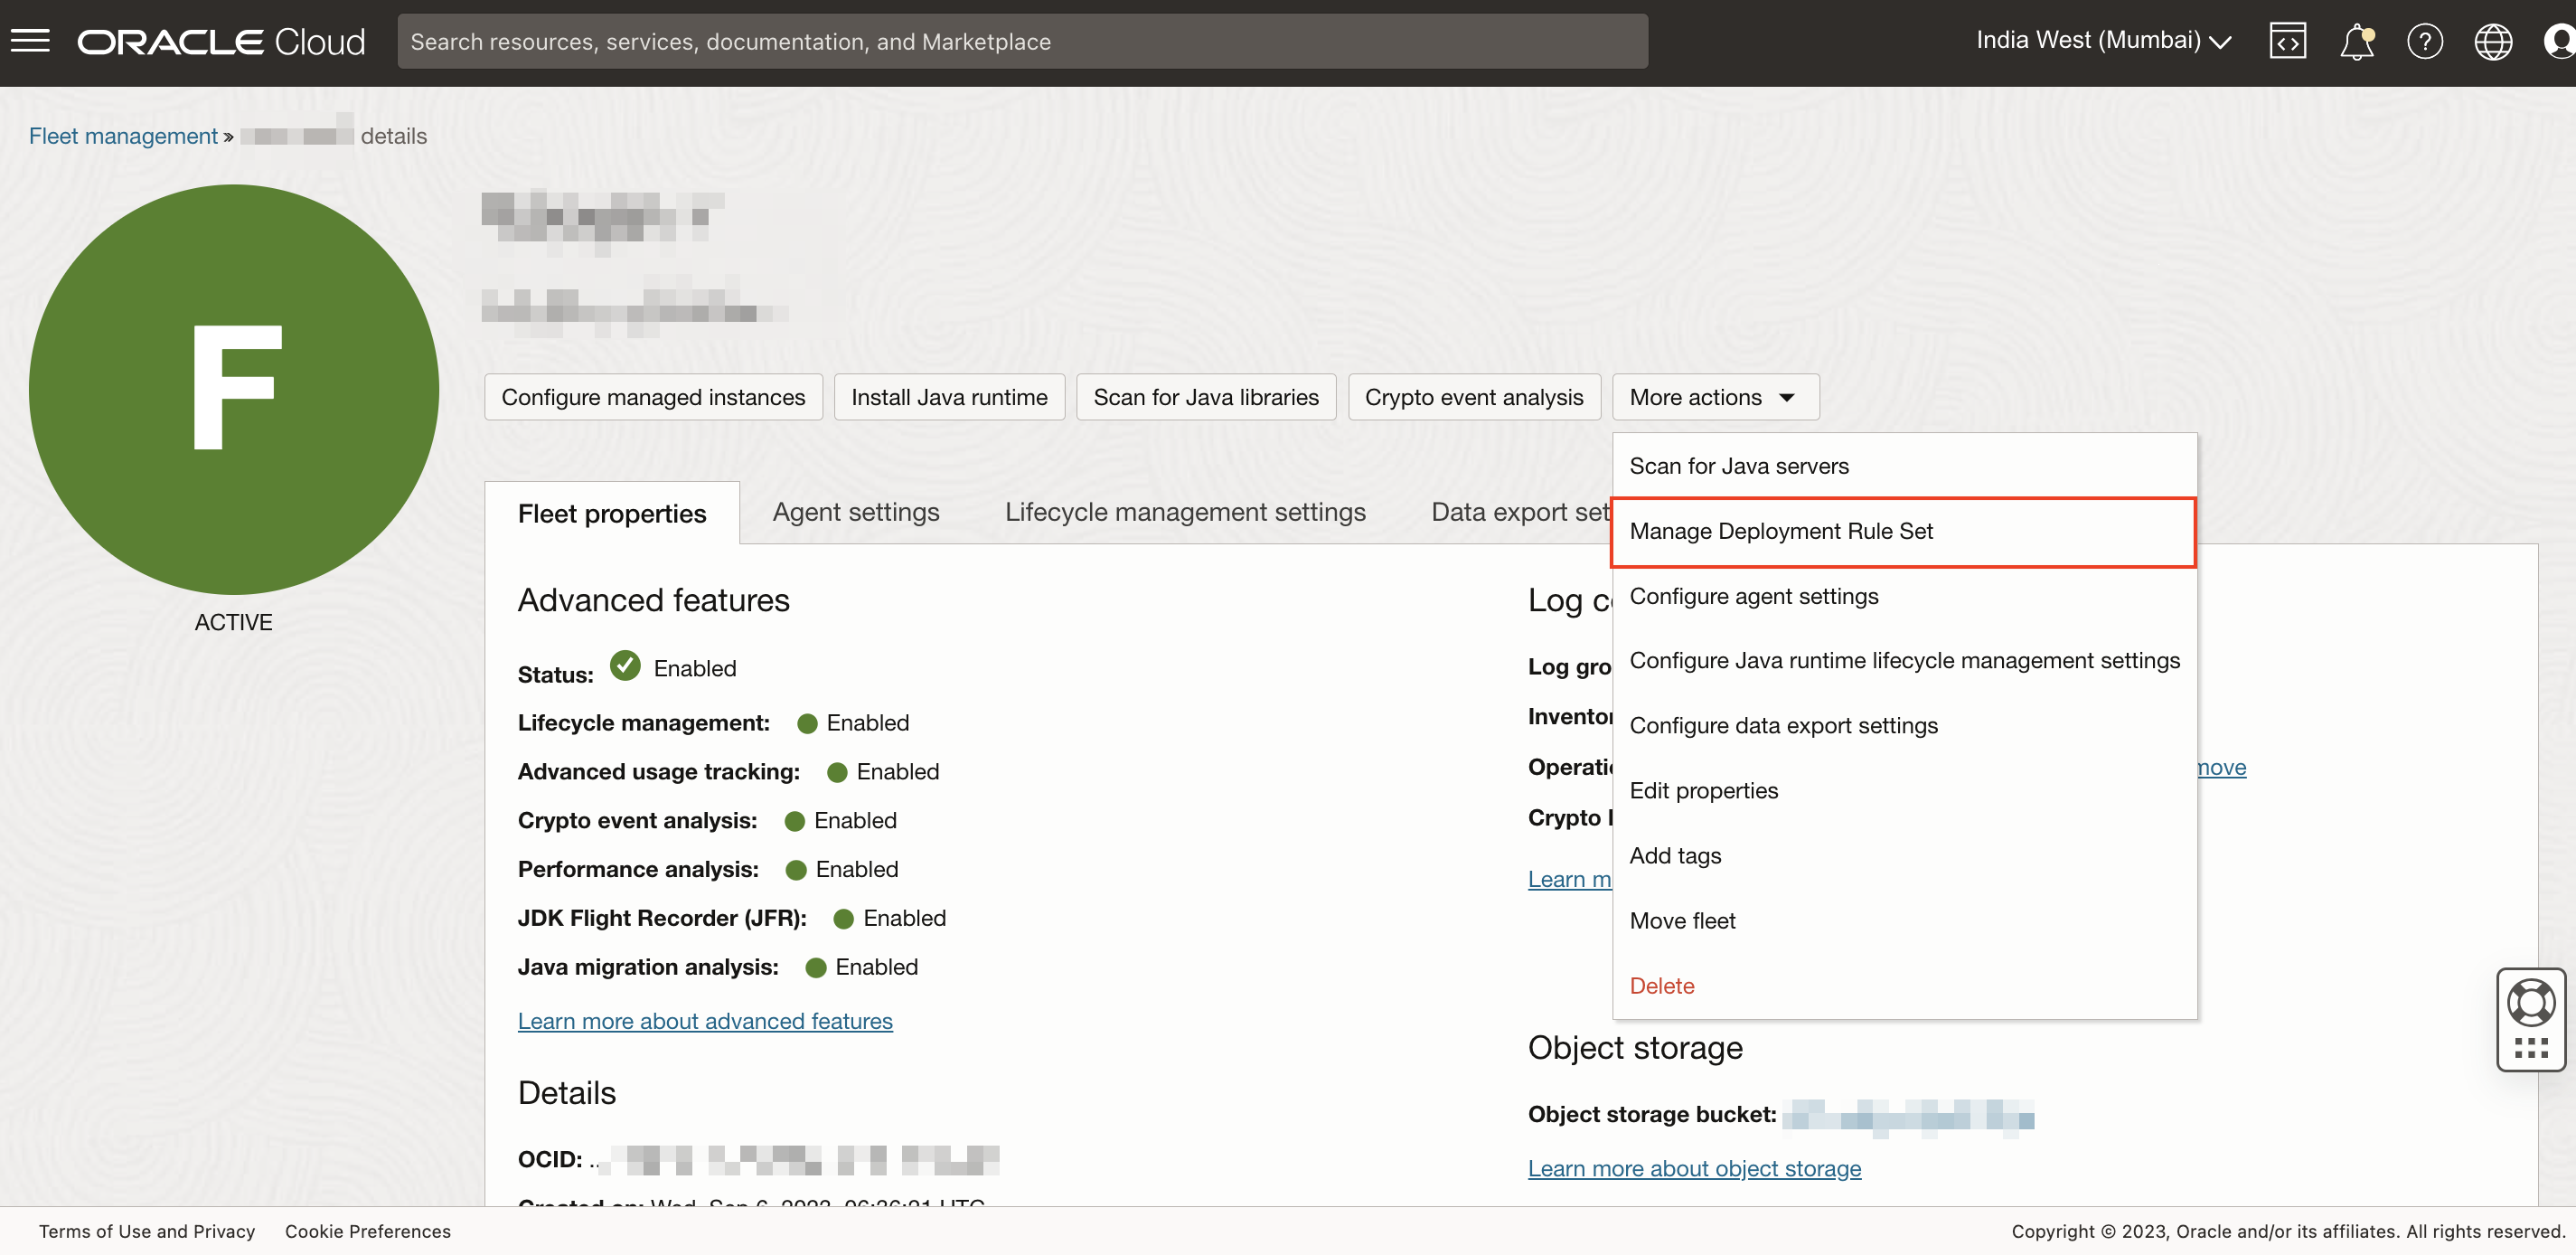 ORACLE Cloud
Search resources, services, documentation, and Marketplace
India West (Mumbai)
Fleet management » details
F
ACTIVE
Configure managed instances
Install Java runtime
Scan for Java libraries
Crypto event analysis
More actions
Scan for Java servers
Manage Deployment Rule Set
Configure agent settings
Configure Java runtime lifecycle management settings
Configure data export settings
Edit properties
Add tags
Move fleet
Delete
Fleet properties
Agent settings
Lifecycle management settings
Data export set
Advanced features
Status: Enabled
Lifecycle management: Enabled
Advanced usage tracking: Enabled
Crypto event analysis: Enabled
Performance analysis: Enabled
JDK Flight Recorder (JFR): Enabled
Java migration analysis: Enabled
Learn more about advanced features
Details
OCID: ..
Created on: Wed, Sep 6, 2023, 06:36:21 UTC
Log c
Log gro
Inventor
Operati
move
Crypto
Learn m
Object storage
Object storage bucket:
Learn more about object storage
Terms of Use and Privacy
Cookie Preferences
Copyright © 2023, Oracle and/or its affiliates. All rights reserved.